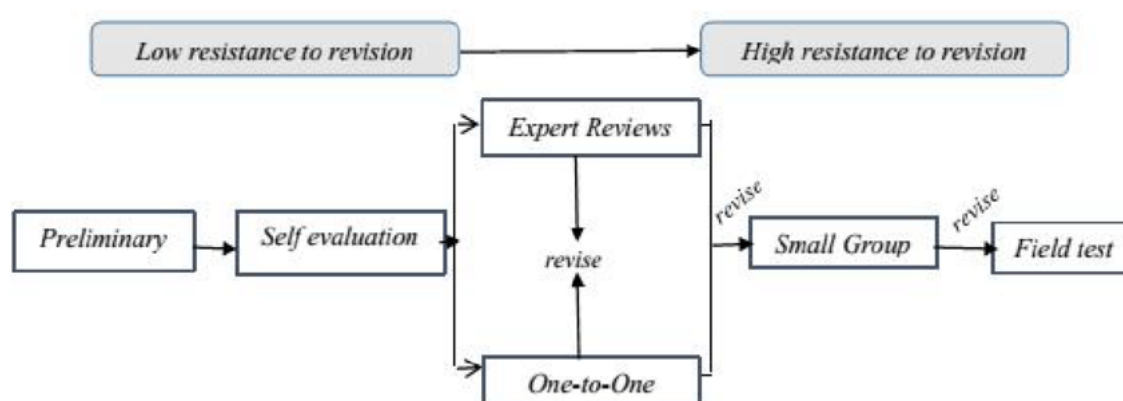 Low resistance to revision
High resistance to revision
Expert Reviews
Preliminary
Self evaluation
revise
revise
Small Group
revise
Field test
One-to-One